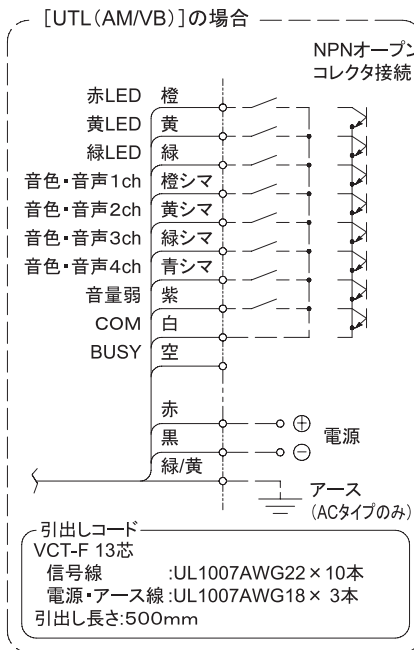 [UTL(AM/VB)]の場合
NPNオープン
コレクタ接続
赤LED 橙
黄LED 黄
緑LED 緑
音色・音声1ch 橙シマ
音色・音声2ch 黄シマ
音色・音声3ch 緑シマ
音色・音声4ch 青シマ
音量弱 紫
COM 白
BUSY 空
赤
黒
緑/黄
⊕
⊖
電源
アース
(ACタイプのみ)
引出しコード
VCT-F 13芯
信号線 :UL1007AWG22×10本
電源・アース線:UL1007AWG18× 3本
引出し長さ:500mm